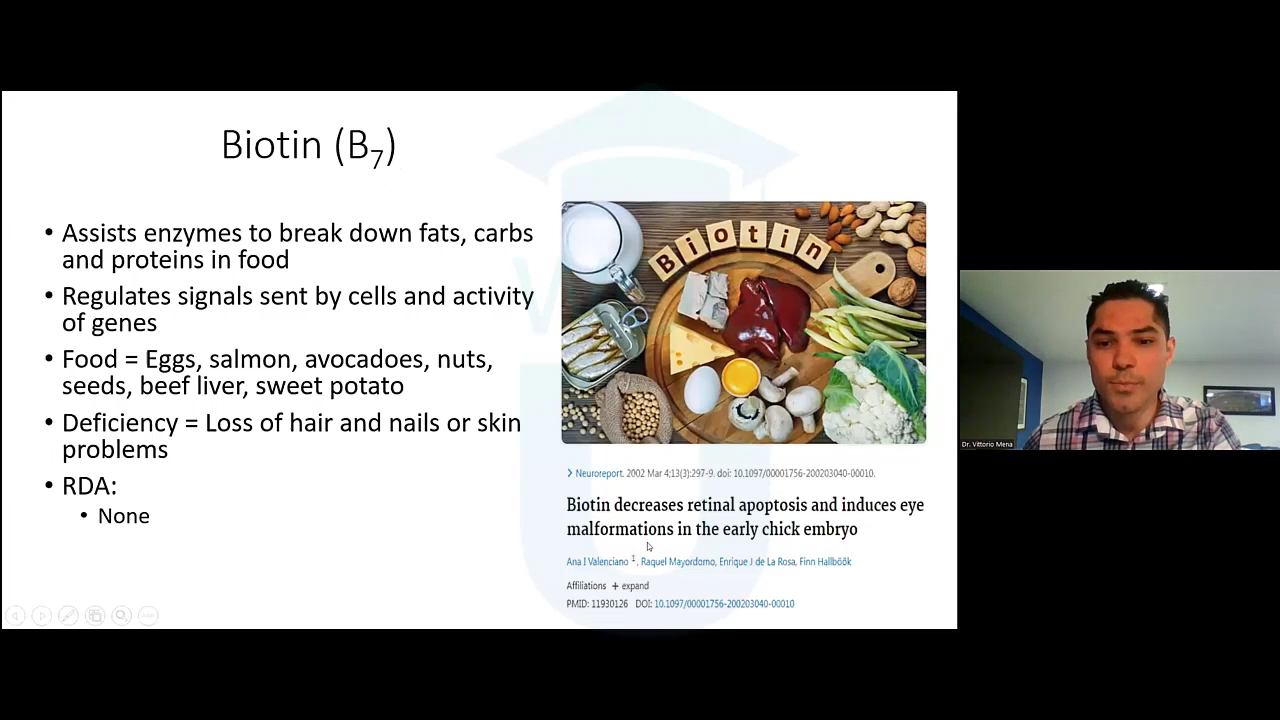 Biotin (B7)
• Assists enzymes to break down fats, carbs
and proteins in food
• Regulates signals sent by cells and activity
of genes
• Food = Eggs, salmon, avocadoes, nuts,
seeds, beef liver, sweet potato
• Deficiency = Loss of hair and nails or skin
problems
• RDA:
• None
Biotin
> Neuroreport. 2002 Mar 4;13(3):297-9. doi: 10.1097/00001756-200203040-00010.
Biotin decreases retinal apoptosis and induces eye
malformations in the early chick embryo
Ana I Valenciano 1, Raquel Mayordomo, Enrique J de La Rosa, Finn Hallböök
Affiliations + expand
PMID: 11930126 DOI: 10.1097/00001756-200203040-00010
Dr. Vittorio Mena